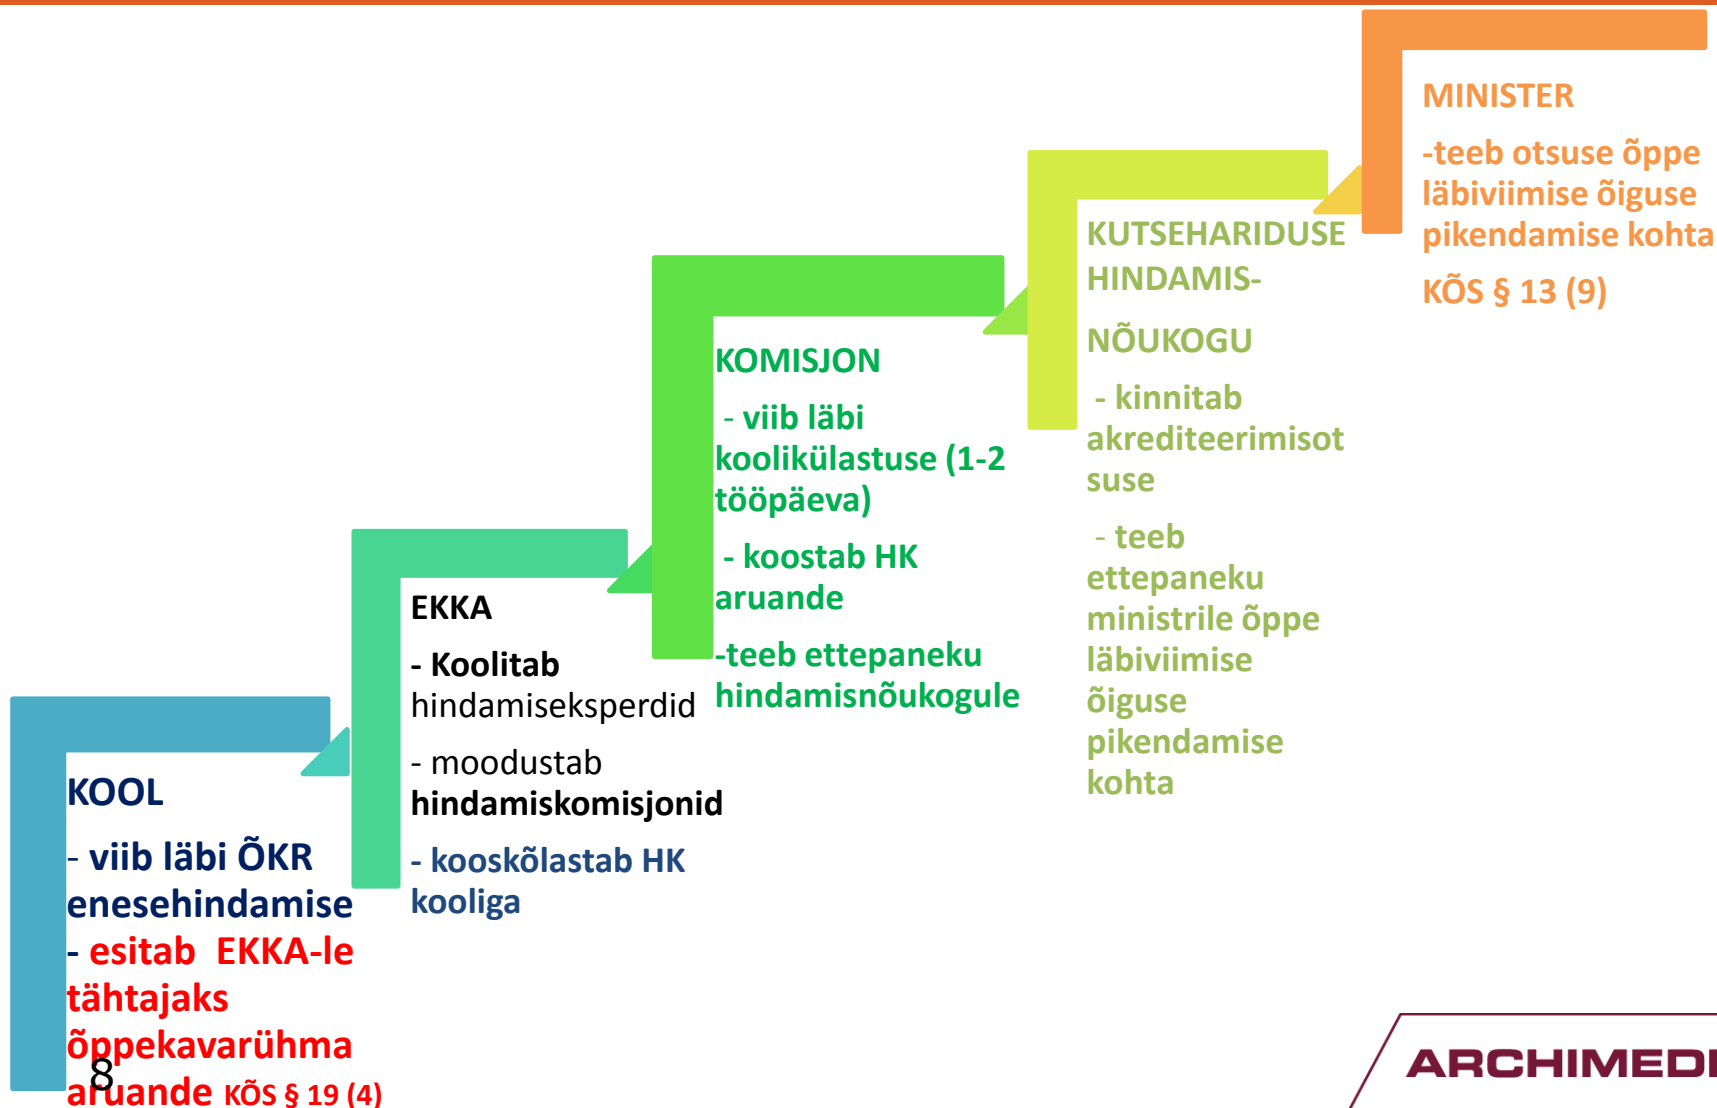 KOOL
- viib läbi ÕKR
enesehindamise
- esitab EKKA-le
tähtajaks
õppekavarühma
aruande KÕS § 19 (4)
8
EKKA
- Koolitab
hindamiseksperdid
- moodustab
hindamiskomisjonid
- kooskõlastab HK
kooliga
KOMISJON
- viib läbi
koolikülastuse (1-2
tööpäeva)
- koostab HK
aruande
-teeb ettepaneku
hindamisnõukogule
KUTSEHARIDUSE
HINDAMIS-
NÕUKOGU
- kinnitab
akrediteerimisot
suse
- teeb
ettepaneku
ministrile õppe
läbiviimise
õiguse
pikendamise
kohta
MINISTER
-teeb otsuse õppe
läbiviimise õiguse
pikendamise kohta
KÕS § 13 (9)